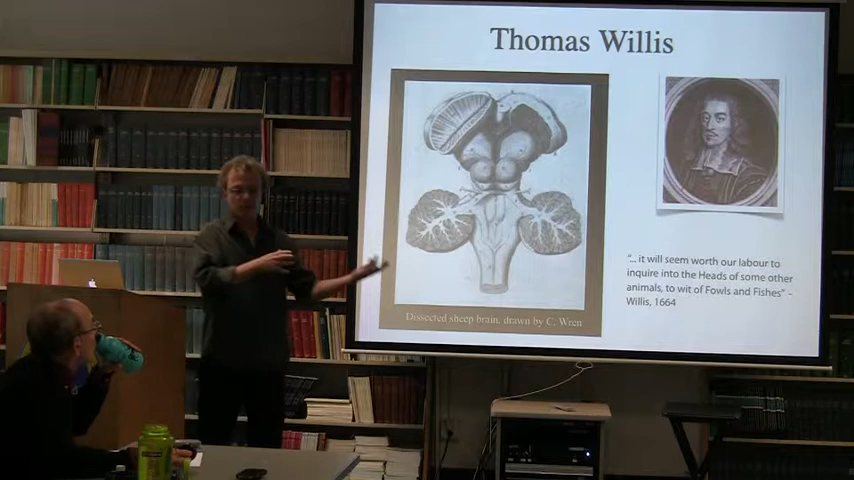 Thomas Willis
Dissected sheep brain, drawn by C. Wren
"... it will seem worth our labour to
inquire into the Heads of some other
animals, to wit of Fowls and Fishes" -
Willis, 1664